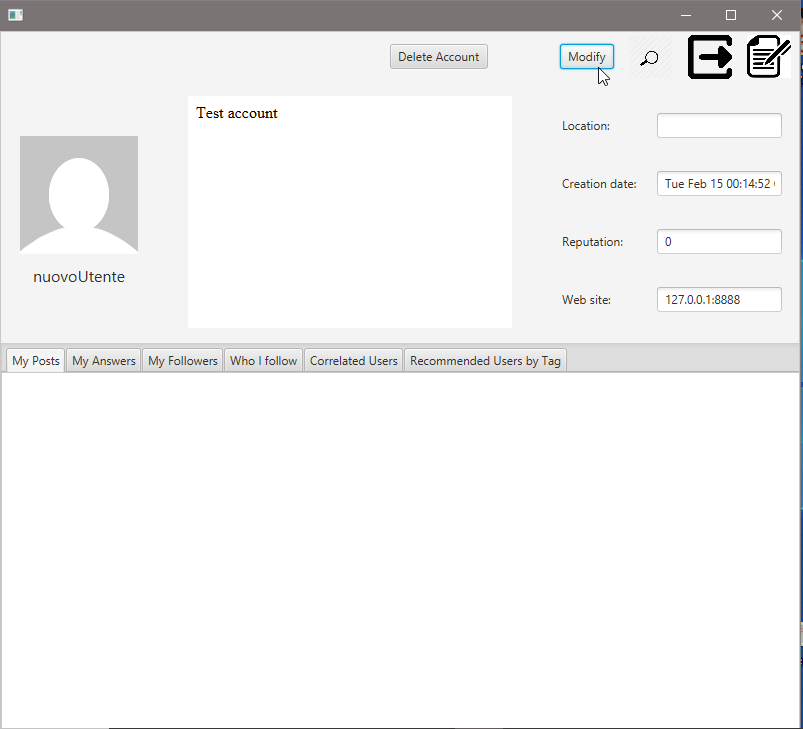 Delete Account
Modify
Test account
Location:
Creation date: Tue Feb 15 00:14:52
nuovoUtente
Reputation: 0
Web site: 127.0.0.1:8888
My Posts My Answers My Followers Who I follow Correlated Users Recommended Users by Tag